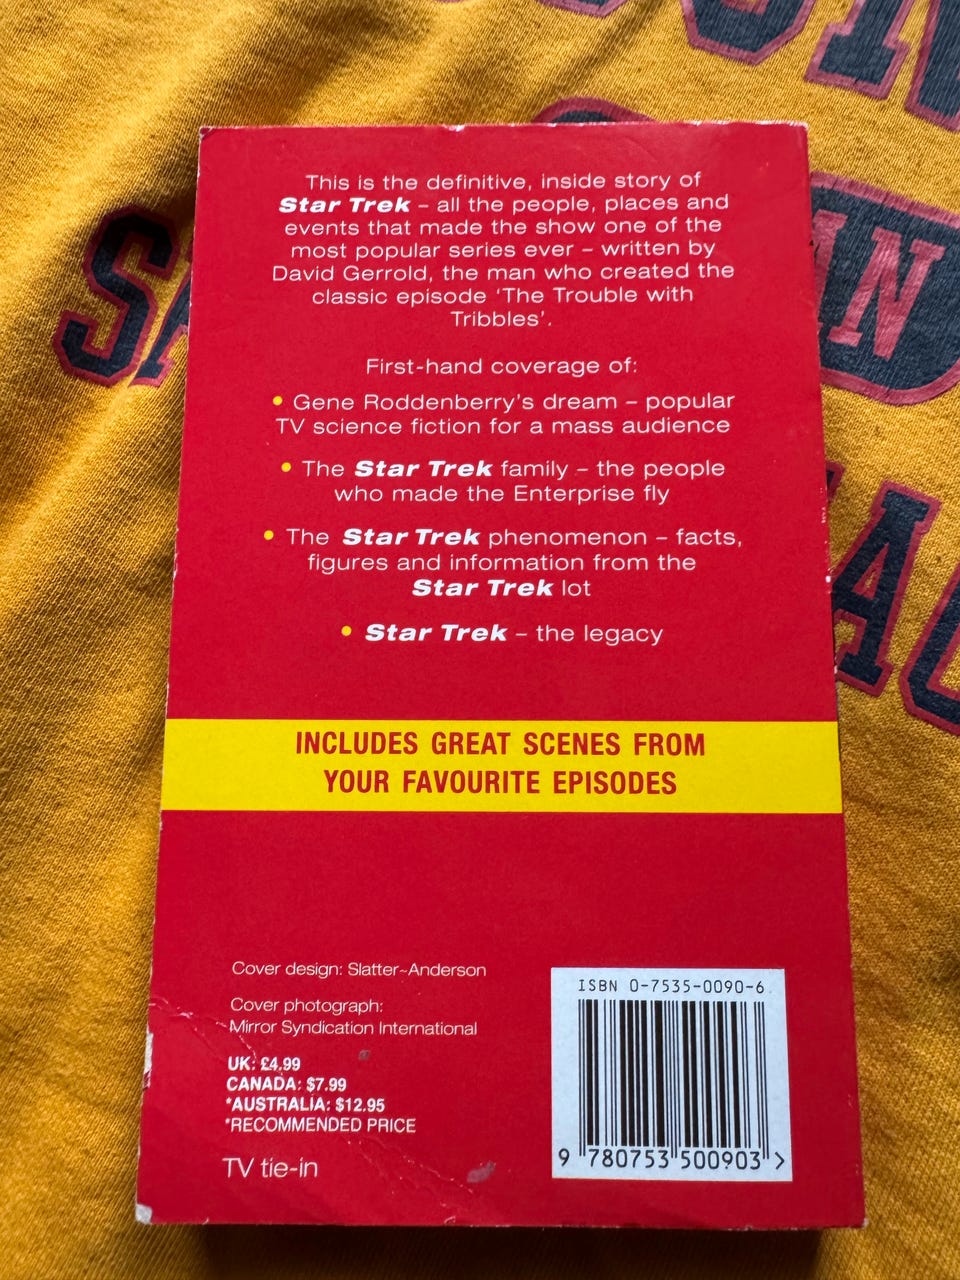 This is the definitive, inside story of
Star Trek – all the people, places and
events that made the show one of the
most popular series ever – written by
David Gerrold, the man who created the
classic episode ‘The Trouble with
Tribbles’.
First-hand coverage of:
• Gene Roddenberry’s dream – popular
TV science fiction for a mass audience
• The Star Trek family – the people
who made the Enterprise fly
• The Star Trek phenomenon – facts,
figures and information from the
Star Trek lot
• Star Trek – the legacy
INCLUDES GREAT SCENES FROM
YOUR FAVOURITE EPISODES
Cover design: Slatter~Anderson
Cover photograph:
Mirror Syndication International
UK: £4.99
CANADA: $7.99
*AUSTRALIA: $12.95
*RECOMMENDED PRICE
TV tie-in
ISBN 0-7535-0090-6
9 780753 500903 >